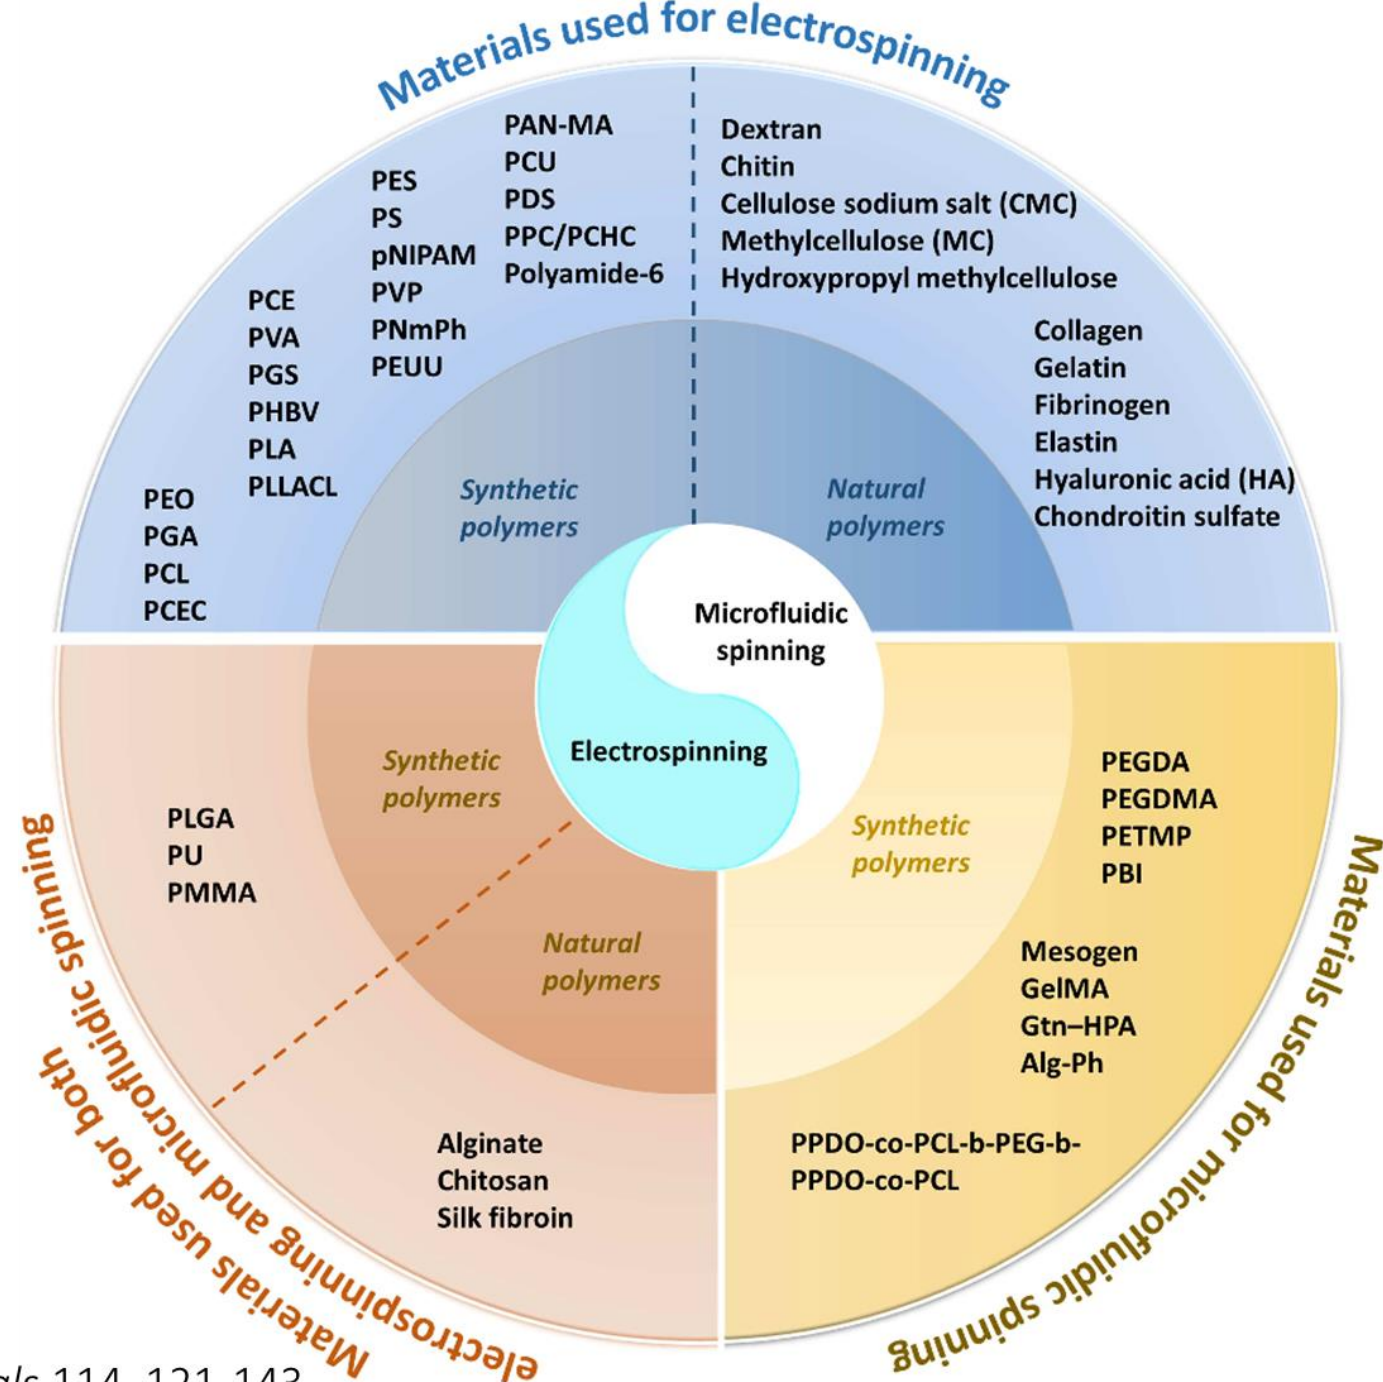 Materials used for electrospinning
PAN-MA
PCU
PDS
PPC/PCHC
Polyamide-6
PES
PS
pNIPAM
PVP
PNmPh
PEUU
PCE
PVA
PGS
PHBV
PLA
PLLACL
PEO
PGA
PCL
PCEC
Synthetic
polymers
Dextran
Chitin
Cellulose sodium salt (CMC)
Methylcellulose (MC)
Hydroxypropyl methylcellulose
Collagen
Gelatin
Fibrinogen
Elastin
Hyaluronic acid (HA)
Chondroitin sulfate
Natural
polymers
Microfluidic
spinning
Electrospinning
Synthetic
polymers
PLGA
PU
PMMA
Natural
polymers
Alginate
Chitosan
Silk fibroin
Materials used for both
electrospinning and microfluidic spinning
Synthetic
polymers
PEGDA
PEGDMA
PETMP
PBI
Mesogen
GelMA
Gtn–HPA
Alg-Ph
PPDO-co-PCL-b-PEG-b-
PPDO-co-PCL
Materials used for microfluidic spinning
114, 121-143